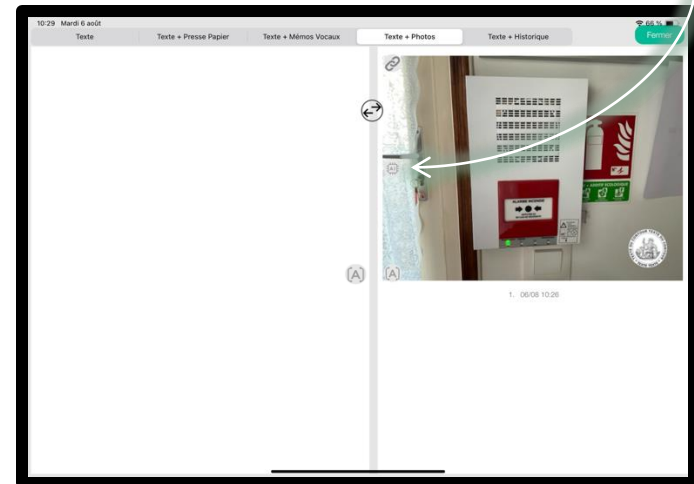 10:29 Mardi 6 août
66 %
Texte
Texte + Presse Papier
Texte + Mémos Vocaux
Texte + Photos
Texte + Historique
Fermer
[A]
[A]
ALARME INCENDIE
1. 06/08 10:26